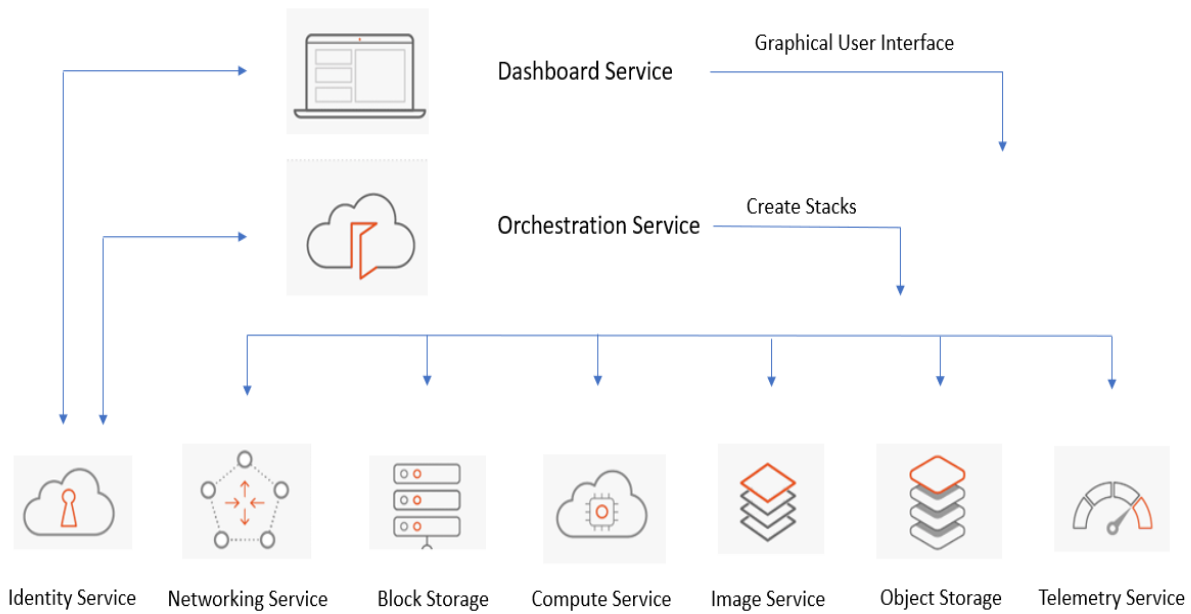 Graphical User Interface
Dashboard Service
Create Stacks
Orchestration Service
Identity Service
Networking Service
Block Storage
Compute Service
Image Service
Object Storage
Telemetry Service